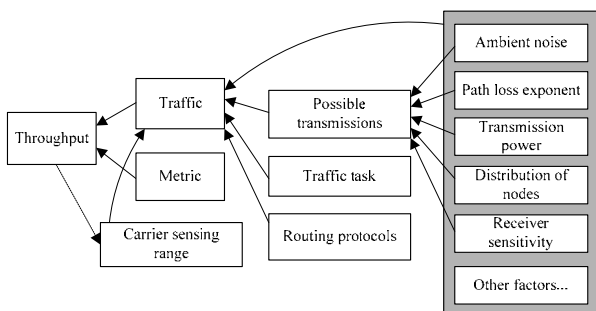 Ambient noise
Traffic
Possible
transmissions
Path loss exponent
Throughput
Transmission
power
Metric
Traffic task
Distribution of
nodes
Carrier sensing
range
Routing protocols
Receiver
sensitivity
Other factors...